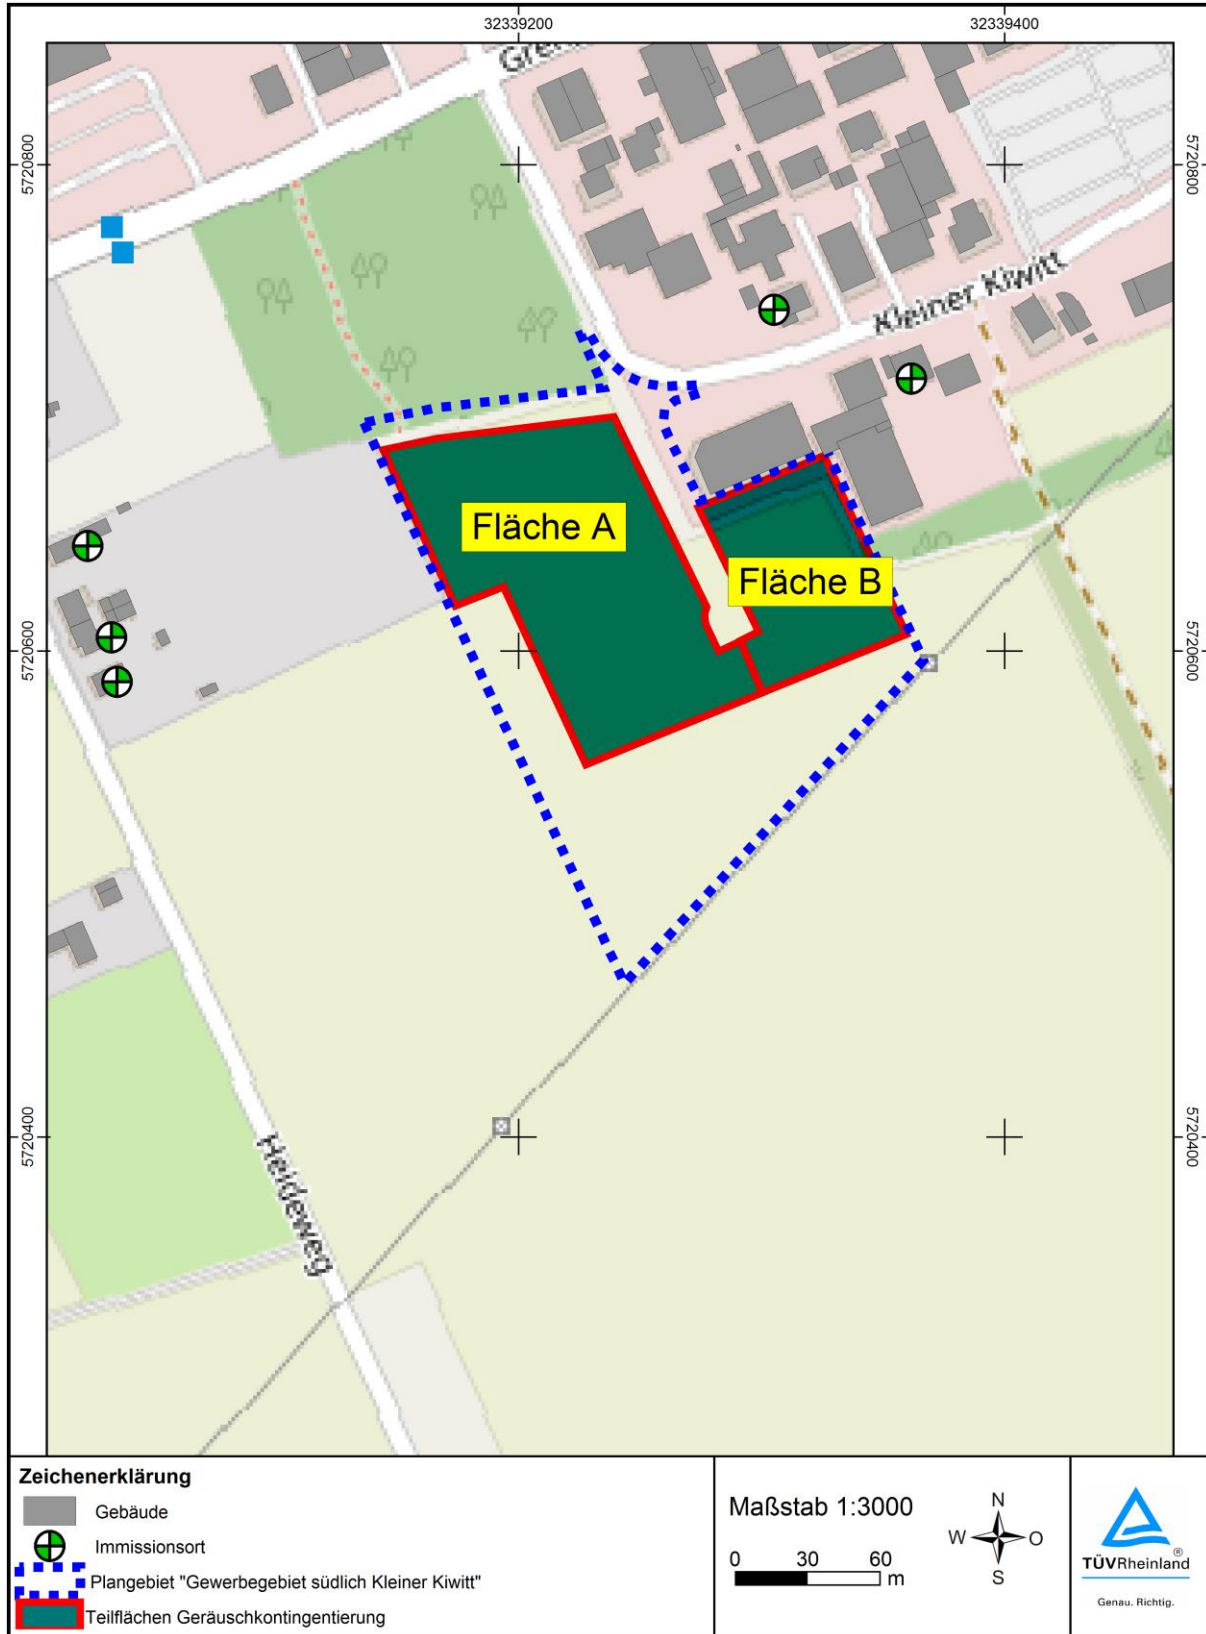 32339200
32339400
Gren
5720800
5720800
Kleiner Kiwitt
Fläche A
Fläche B
5720600
5720600
5720400
5720400
Heideweg
Zeichenerklärung
Gebäude
Immissionsort
Plangebiet "Gewerbegebiet südlich Kleiner Kiwitt"
Teilflächen Geräuschkontingentierung
Maßstab 1:3000
0 30 60
m
N
W O
S
TÜVRheinland®
Genau. Richtig.